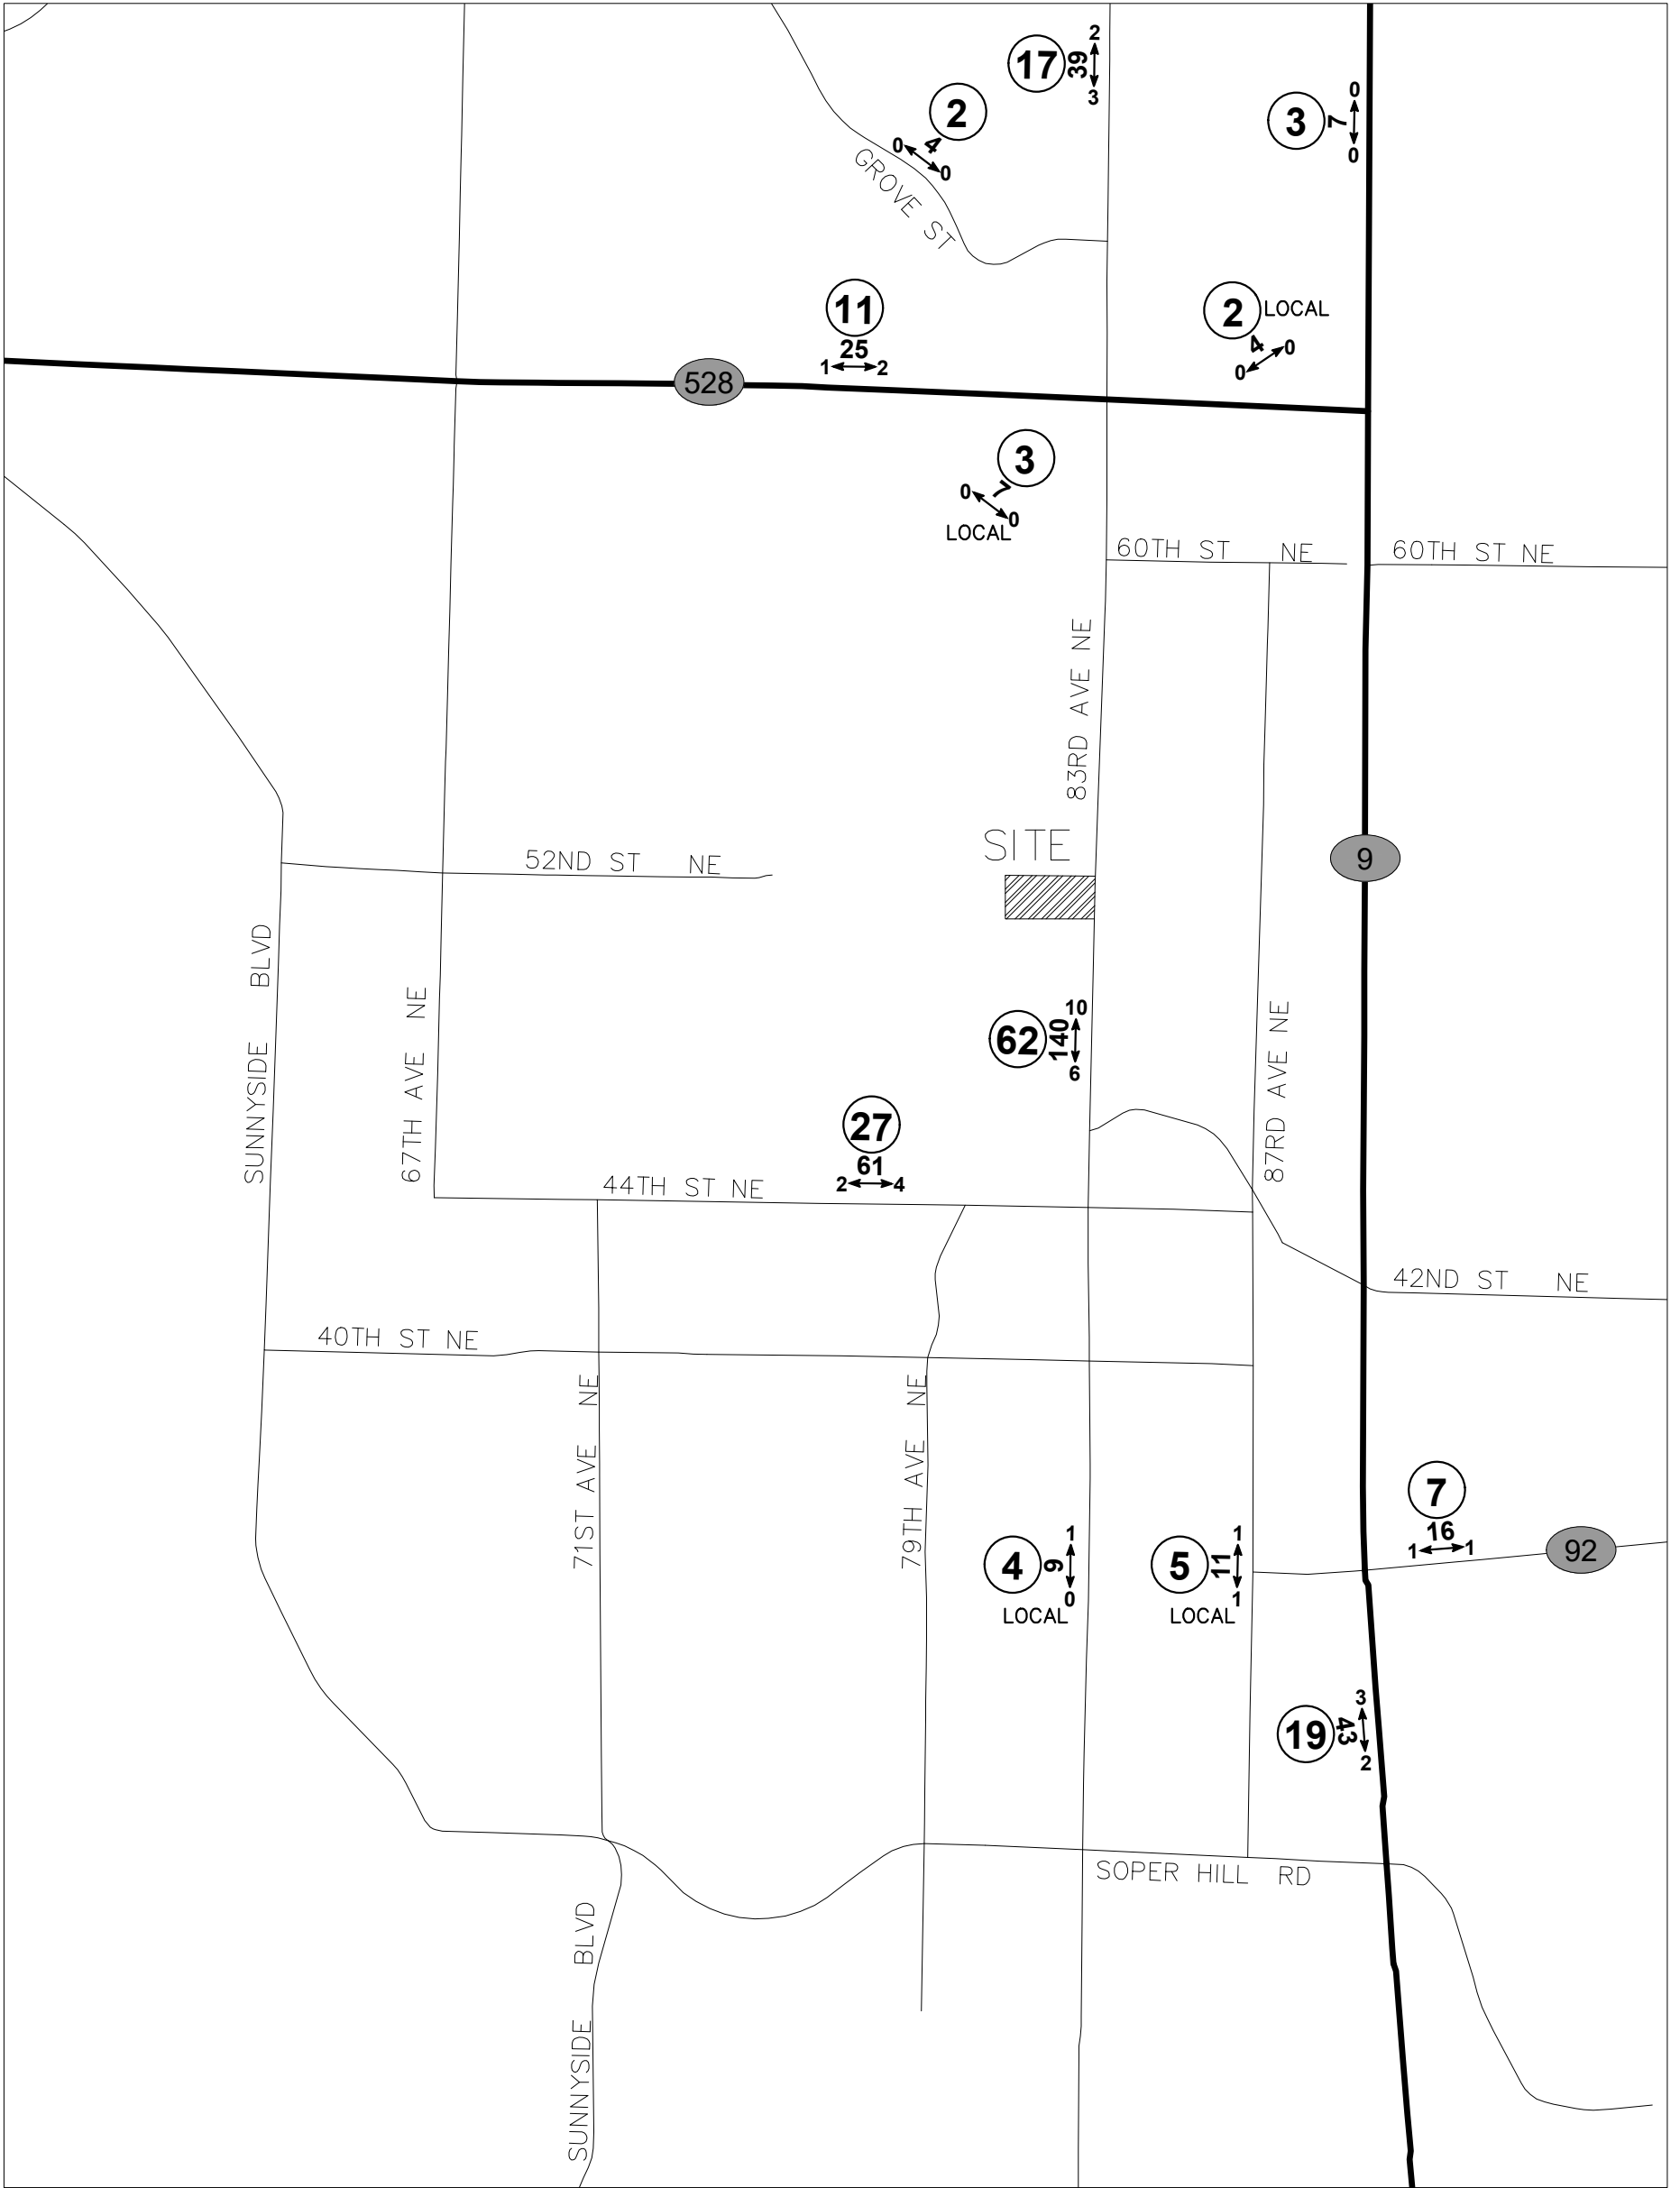 2
17
39
3
2
4
0
0
GROVE ST
0
3
7
0
11
25
1
2
2
LOCAL
4
0
0
528
3
0
7
0
LOCAL
60TH ST NE
60TH ST NE
83RD AVE NE
SITE
52ND ST NE
9
SUNNYSIDE BLVD
67TH AVE NE
10
62
140
6
87RD AVE NE
27
61
2
4
44TH ST NE
42ND ST NE
40TH ST NE
71ST AVE NE
79TH AVE NE
1
4
9
0
LOCAL
1
5
11
1
LOCAL
7
16
1
1
92
3
19
43
2
SOPER HILL RD
SUNNYSIDE BLVD